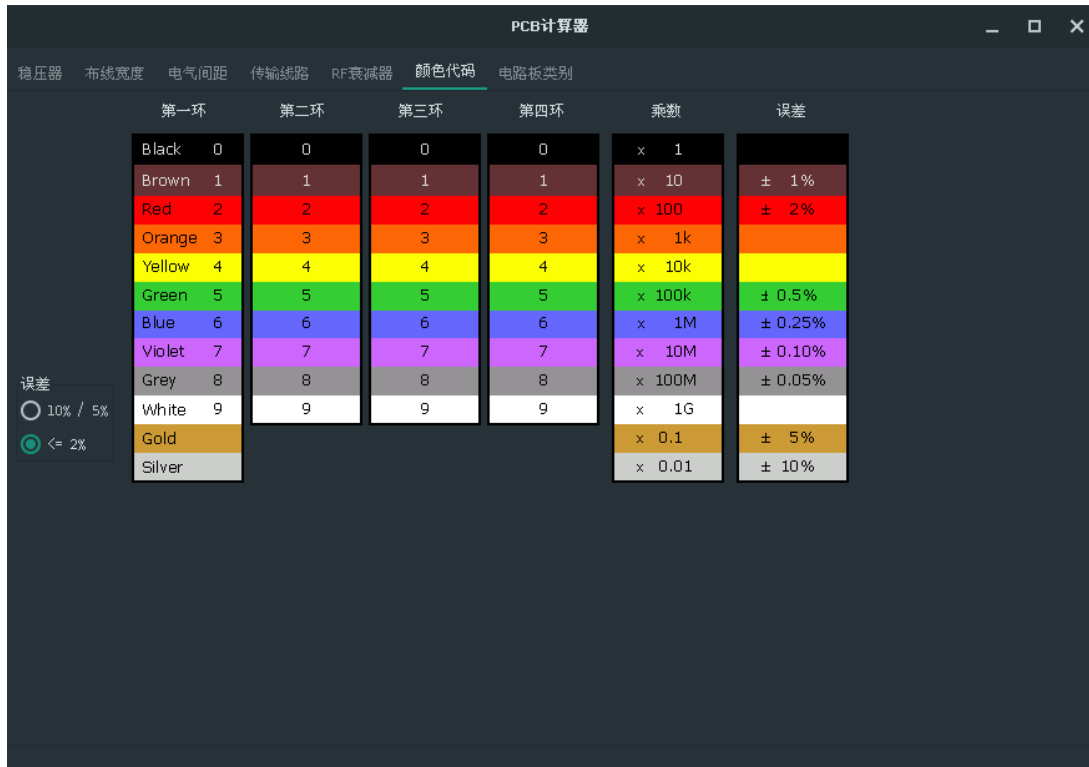 PCB计算器
稳压器 布线宽度 电气间距 传输线路 RF衰减器 颜色代码 电路板类别
第一环 第二环 第三环 第四环 乘数 误差
Black 0 0 0 0 x 1
Brown 1 1 1 1 x 10 ± 1%
Red 2 2 2 2 x 100 ± 2%
Orange 3 3 3 3 x 1k
Yellow 4 4 4 4 x 10k
Green 5 5 5 5 x 100k ± 0.5%
Blue 6 6 6 6 x 1M ± 0.25%
Violet 7 7 7 7 x 10M ± 0.10%
误差
Grey 8 8 8 8 x 100M ± 0.05%
10% / 5%
White 9 9 9 9 x 1G
<= 2%
Gold x 0.1 ± 5%
Silver x 0.01 ± 10%